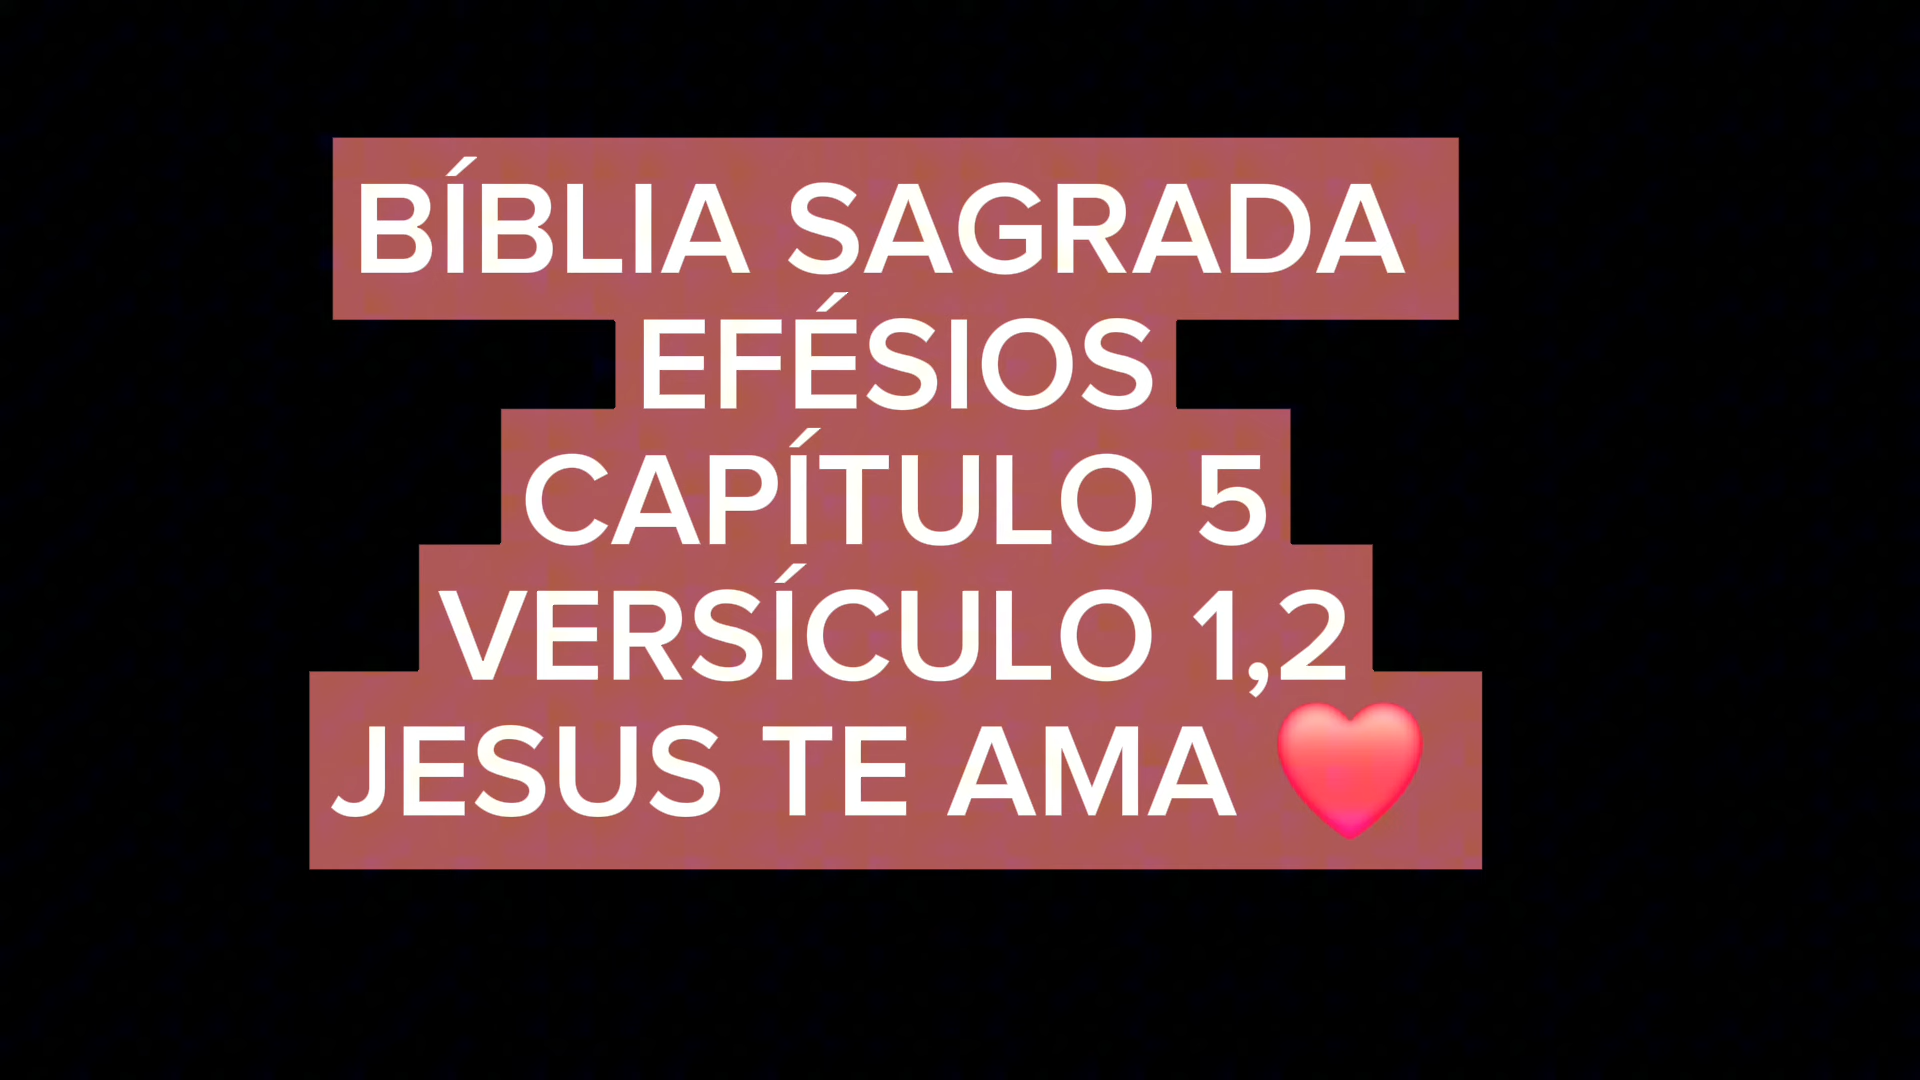 BÍBLIA SAGRADA
EFÉSIOS
CAPÍTULO 5
VERSÍCULO 1,2
JESUS TE AMA ❤️